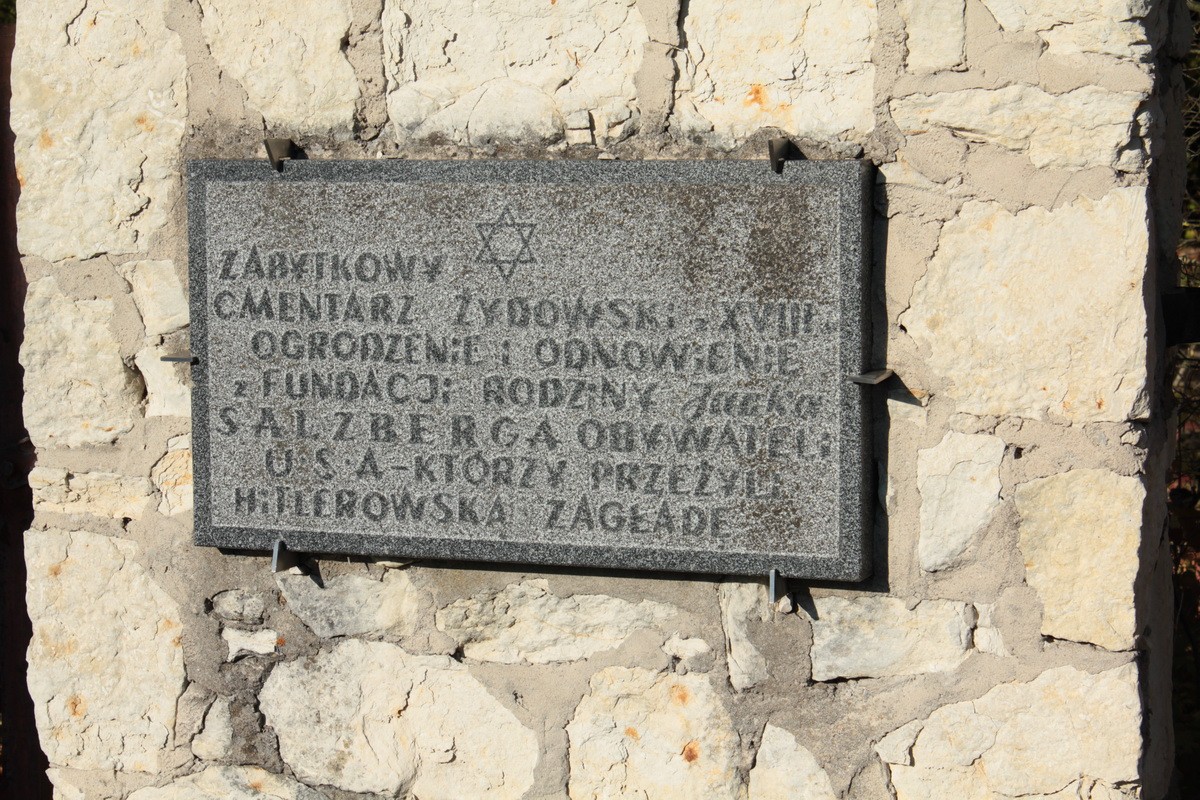 ZABYTKOWY
CMENTARZ ŻYDOWSKi z XVIII w.
OGRODZENiE i ODNOWiENiE
z FUNDACJi RODZiNY Jacka
SALZBERGA OBYWATELi
U S A – KTÓRZY PRZEŻYLi
HiTLEROWSKĄ ZAGŁADĘ